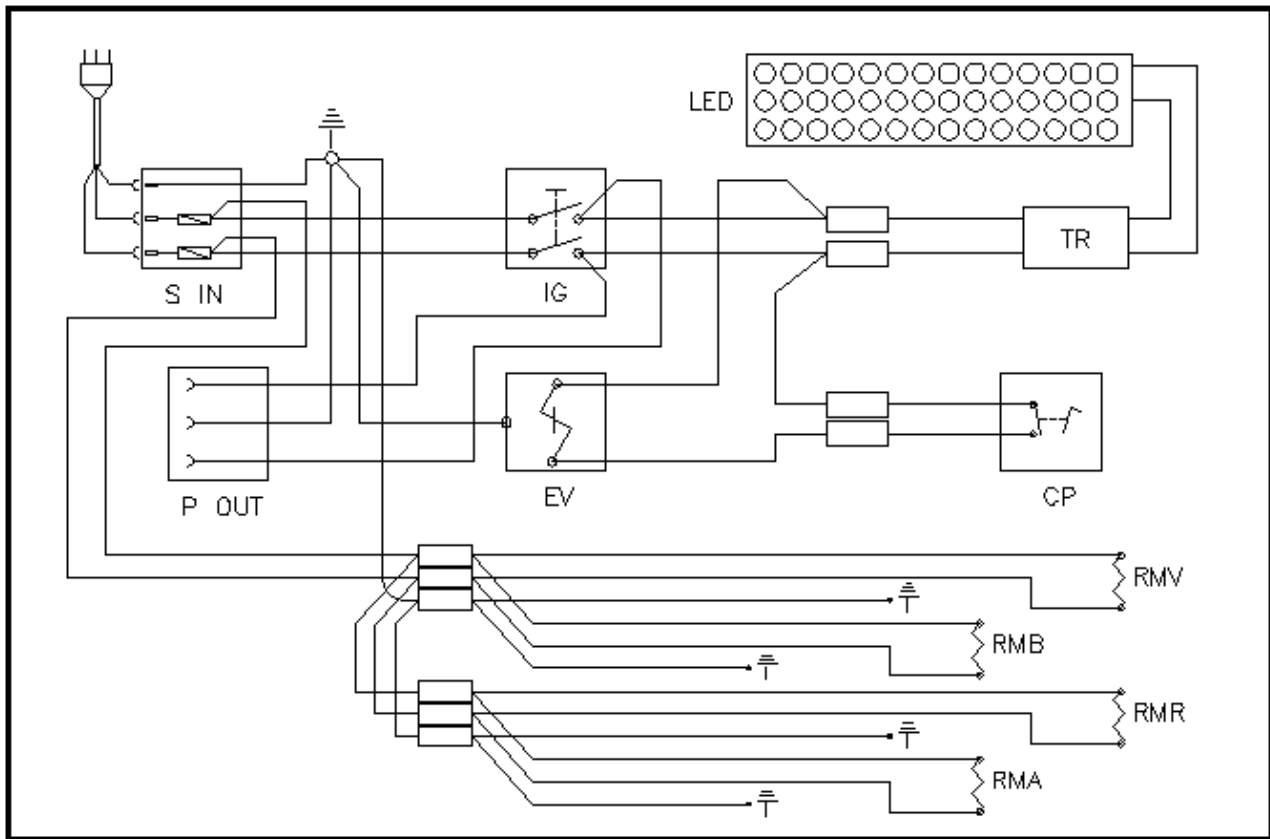 LED
TR
S IN
IG
P OUT
EV
CP
RMV
RMB
RMR
RMA